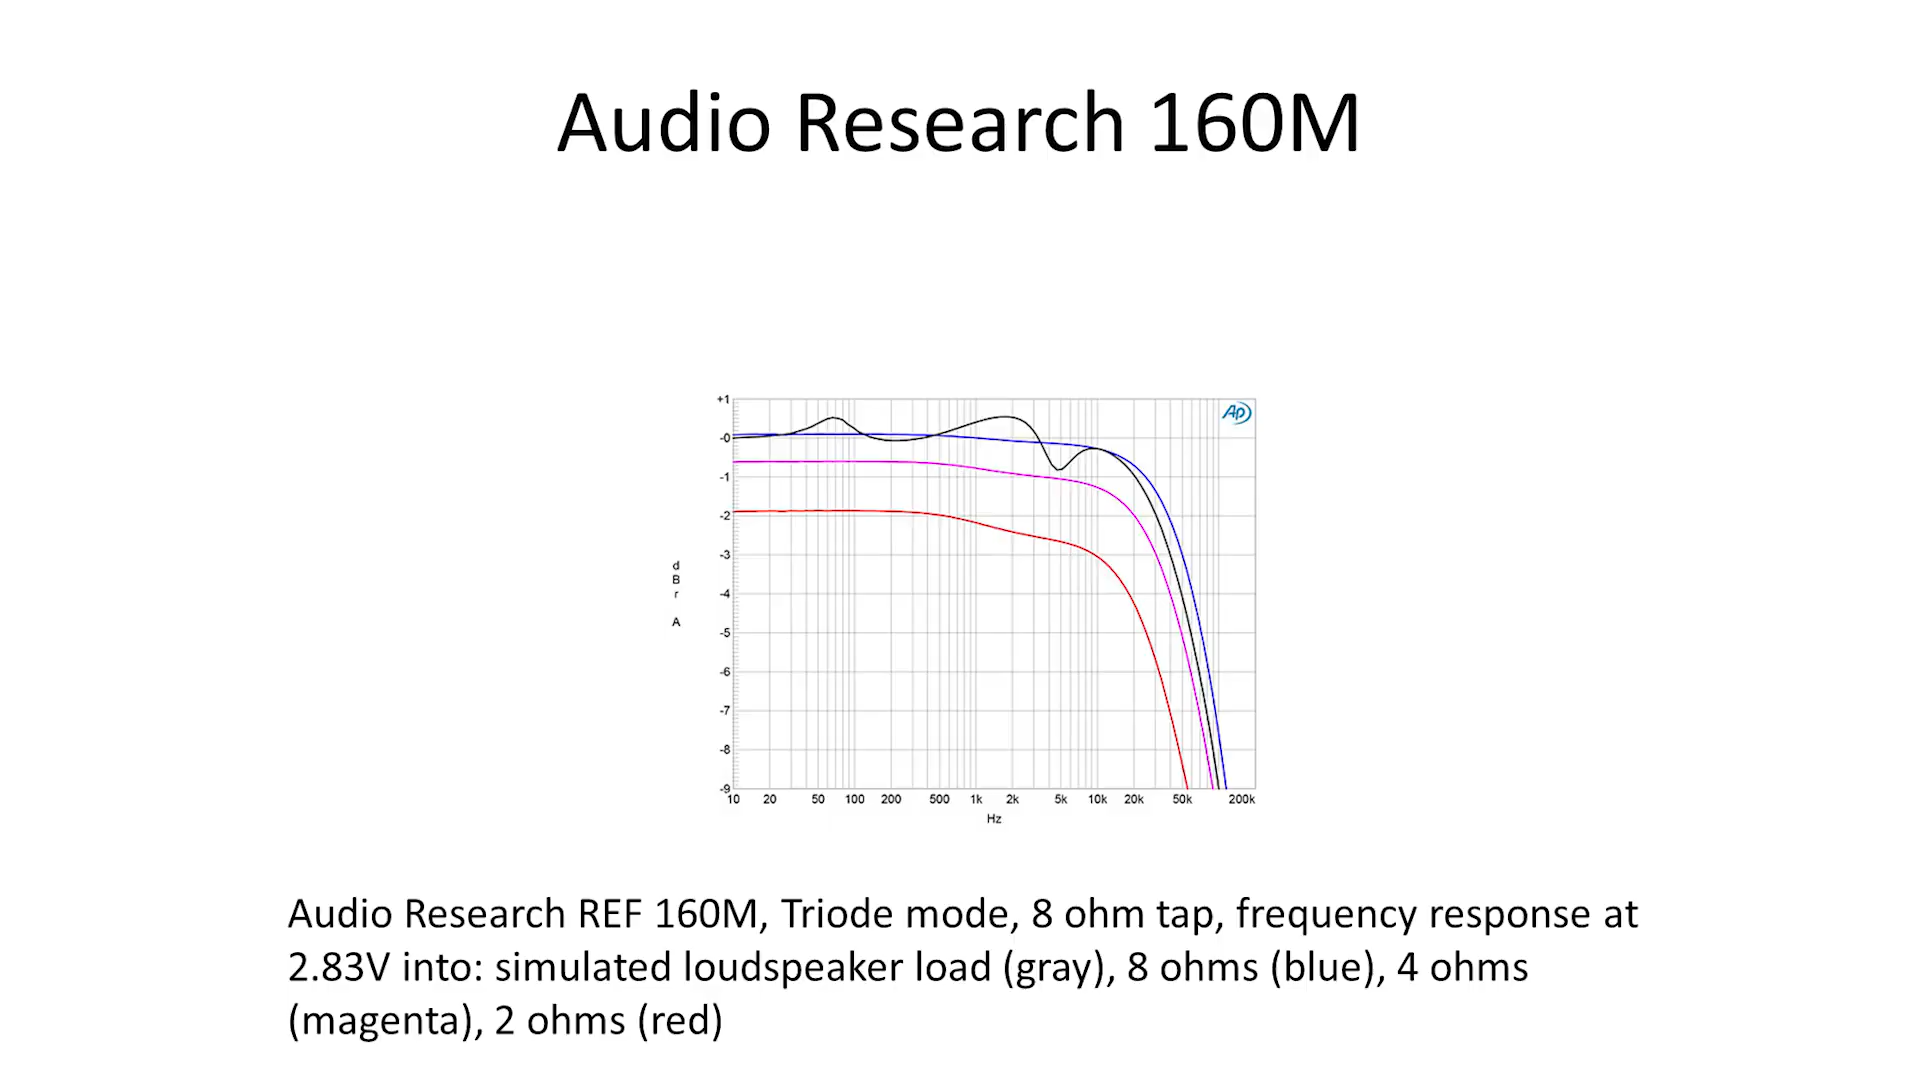 Audio Research 160M
AP
+1
-0
-1
-2
-3
-4
-5
-6
-7
-8
-9
d
B
r
A
10 20 50 100 200 500 1k 2k 5k 10k 20k 50k 200k
Hz
Audio Research REF 160M, Triode mode, 8 ohm tap, frequency response at
2.83V into: simulated loudspeaker load (gray), 8 ohms (blue), 4 ohms
(magenta), 2 ohms (red)